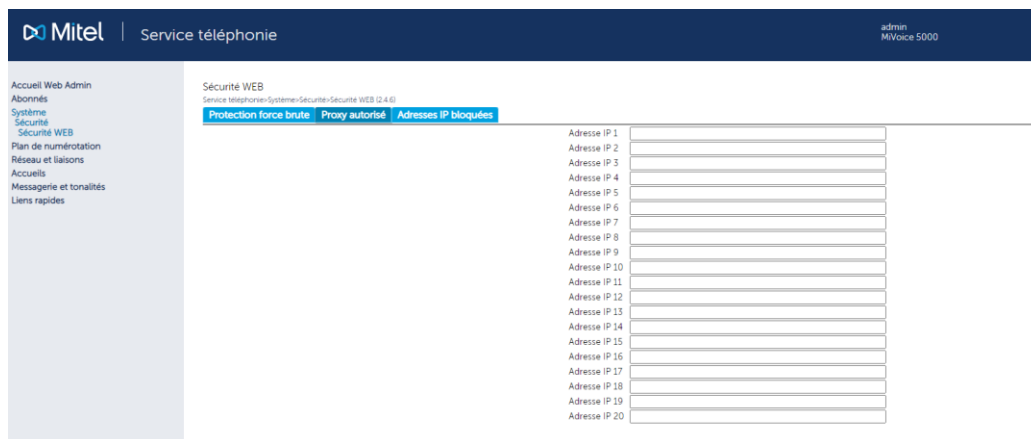 Mitel | Service téléphonie
admin
MiVoice 5000
Accueil Web Admin
Abonnés
Système
Sécurité
Sécurité WEB
Plan de numérotation
Réseau et liaisons
Accueils
Messagerie et tonalités
Liens rapides
Sécurité WEB
Service téléphonie>Système>Sécurité>Sécurité WEB (2.4.6)
Protection force brute Proxy autorisé Adresses IP bloquées
Adresse IP 1
Adresse IP 2
Adresse IP 3
Adresse IP 4
Adresse IP 5
Adresse IP 6
Adresse IP 7
Adresse IP 8
Adresse IP 9
Adresse IP 10
Adresse IP 11
Adresse IP 12
Adresse IP 13
Adresse IP 14
Adresse IP 15
Adresse IP 16
Adresse IP 17
Adresse IP 18
Adresse IP 19
Adresse IP 20